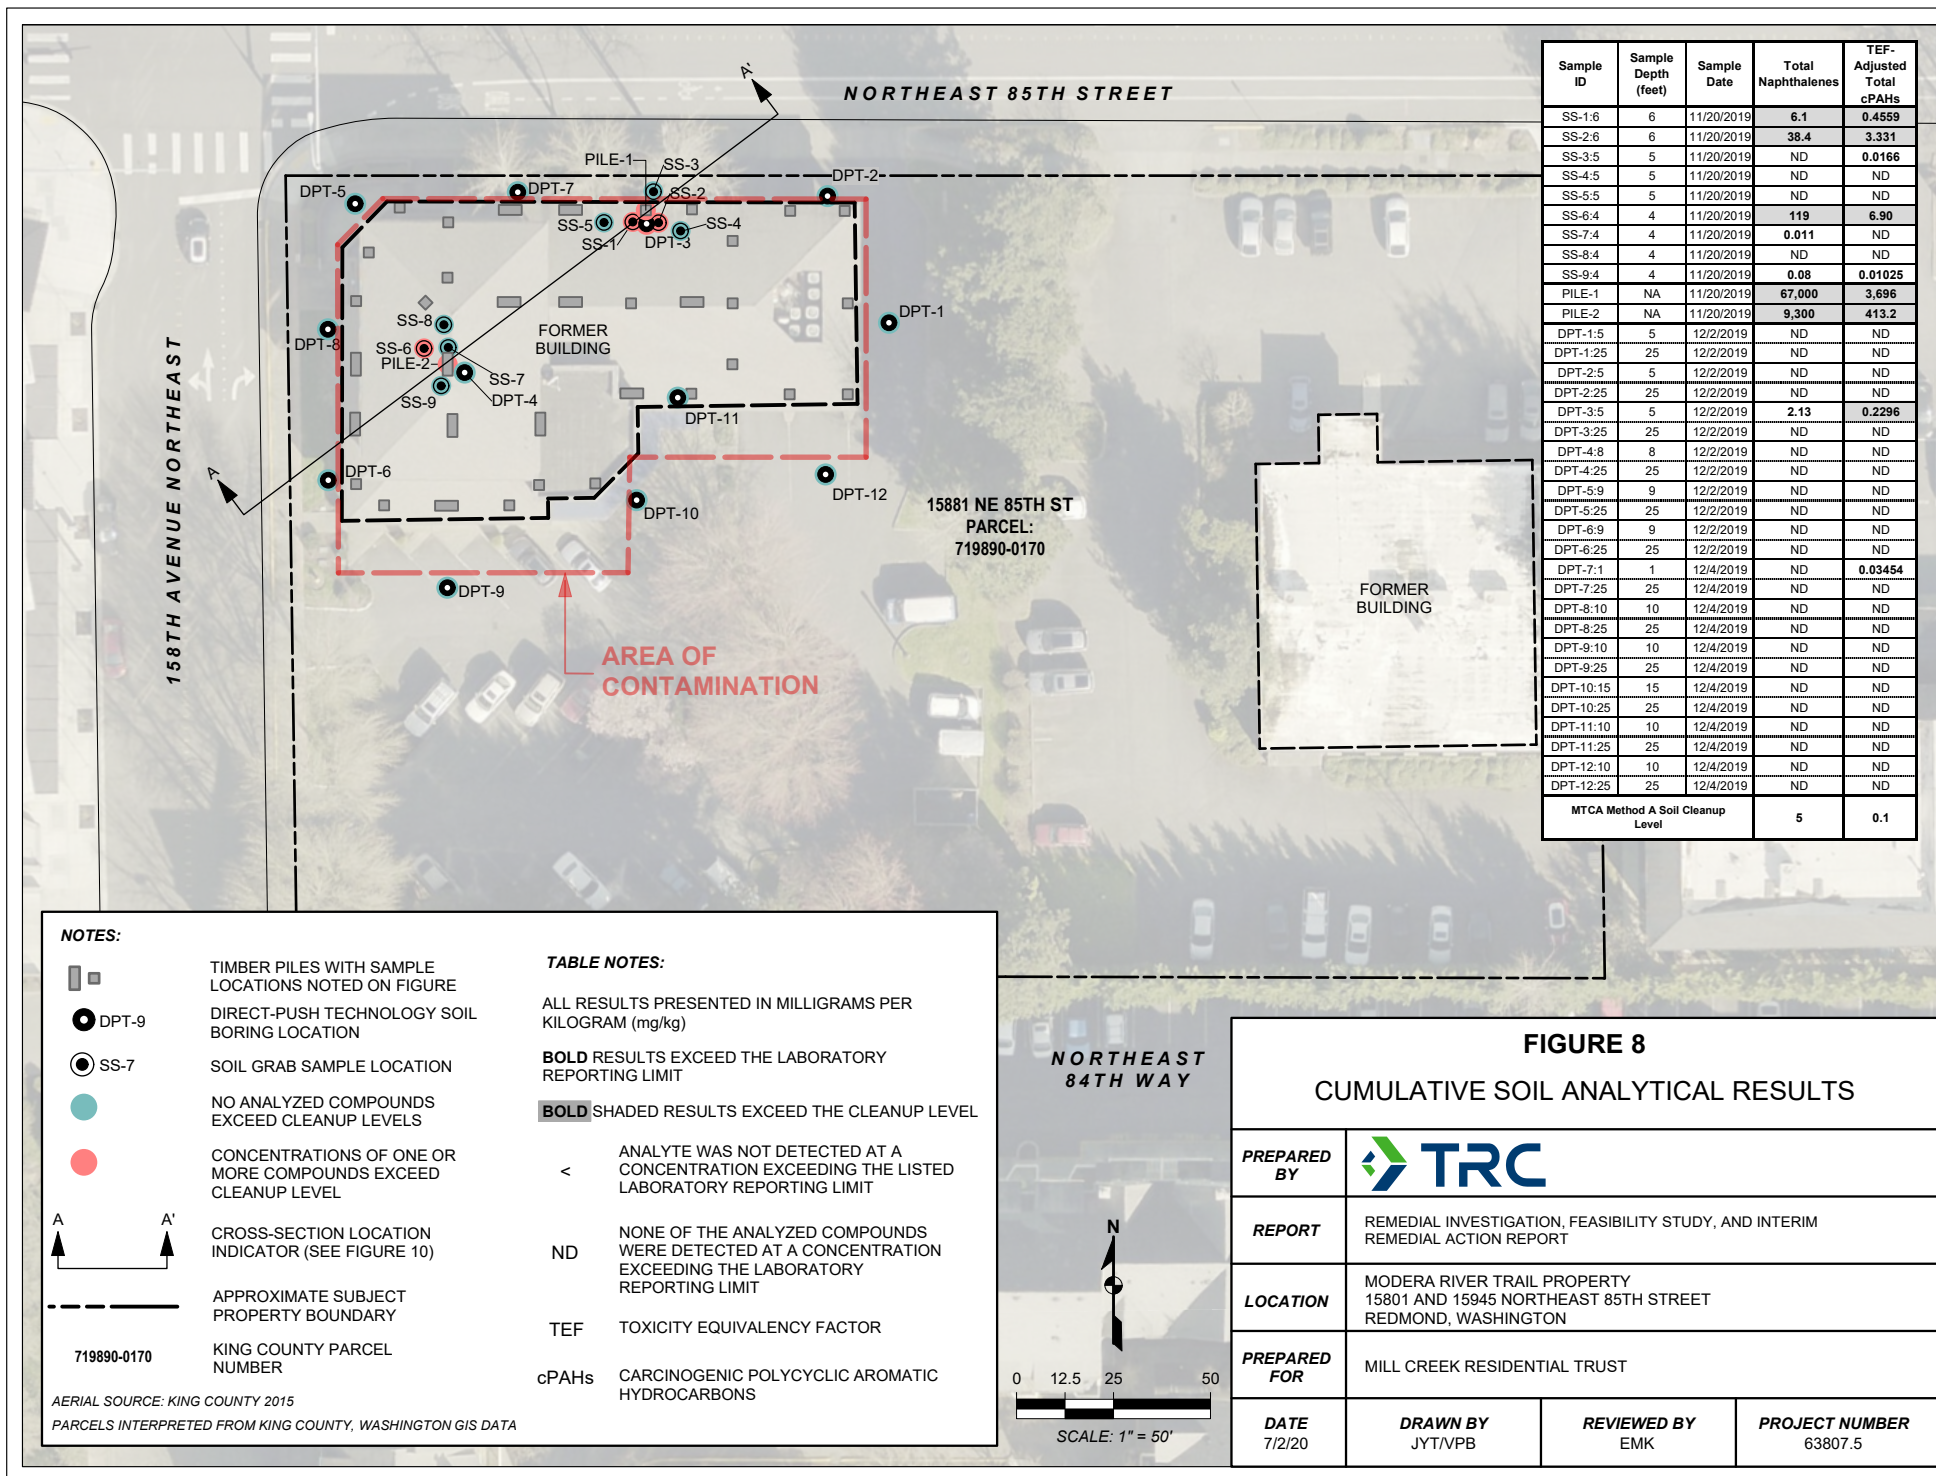 NORTHEAST 85TH STREET
A'
PILE-1
SS-3
DPT-2
DPT-5
DPT-7
SS-2
SS-5
SS-4
SS-1
DPT-3
DPT-1
SS-8
FORMER
BUILDING
DPT-8
SS-6
PILE-2
SS-7
SS-9
DPT-4
DPT-11
A
DPT-6
DPT-12
DPT-10
15881 NE 85TH ST
PARCEL:
719890-0170
DPT-9
158TH AVENUE NORTHEAST
AREA OF
CONTAMINATION
FORMER
BUILDING
NORTHEAST
84TH WAY
Sample ID | Sample Depth (feet) | Sample Date | Total Naphthalenes | TEF-Adjusted Total cPAHs
SS-1:6 6 11/20/2019 6.1 0.4559
SS-2:6 6 11/20/2019 38.4 3.331
SS-3:5 5 11/20/2019 ND 0.0166
SS-4:5 5 11/20/2019 ND ND
SS-5:5 5 11/20/2019 ND ND
SS-6:4 4 11/20/2019 119 6.90
SS-7:4 4 11/20/2019 0.011 ND
SS-8:4 4 11/20/2019 ND ND
SS-9:4 4 11/20/2019 0.08 0.01025
PILE-1 NA 11/20/2019 67,000 3,696
PILE-2 NA 11/20/2019 9,300 413.2
DPT-1:5 5 12/2/2019 ND ND
DPT-1:25 25 12/2/2019 ND ND
DPT-2:5 5 12/2/2019 ND ND
DPT-2:25 25 12/2/2019 ND ND
DPT-3:5 5 12/2/2019 2.13 0.2296
DPT-3:25 25 12/2/2019 ND ND
DPT-4:8 8 12/2/2019 ND ND
DPT-4:25 25 12/2/2019 ND ND
DPT-5:9 9 12/2/2019 ND ND
DPT-5:25 25 12/2/2019 ND ND
DPT-6:9 9 12/2/2019 ND ND
DPT-6:25 25 12/2/2019 ND ND
DPT-7:1 1 12/4/2019 ND 0.03454
DPT-7:25 25 12/4/2019 ND ND
DPT-8:10 10 12/4/2019 ND ND
DPT-8:25 25 12/4/2019 ND ND
DPT-9:10 10 12/4/2019 ND ND
DPT-9:25 25 12/4/2019 ND ND
DPT-10:15 15 12/4/2019 ND ND
DPT-10:25 25 12/4/2019 ND ND
DPT-11:10 10 12/4/2019 ND ND
DPT-11:25 25 12/4/2019 ND ND
DPT-12:10 10 12/4/2019 ND ND
DPT-12:25 25 12/4/2019 ND ND
MTCA Method A Soil Cleanup Level 5 0.1
NOTES:
TIMBER PILES WITH SAMPLE
LOCATIONS NOTED ON FIGURE
DPT-9 DIRECT-PUSH TECHNOLOGY SOIL
BORING LOCATION
SS-7 SOIL GRAB SAMPLE LOCATION
NO ANALYZED COMPOUNDS
EXCEED CLEANUP LEVELS
CONCENTRATIONS OF ONE OR
MORE COMPOUNDS EXCEED
CLEANUP LEVEL
A A'
CROSS-SECTION LOCATION
INDICATOR (SEE FIGURE 10)
APPROXIMATE SUBJECT
PROPERTY BOUNDARY
719890-0170 KING COUNTY PARCEL
NUMBER
AERIAL SOURCE: KING COUNTY 2015
PARCELS INTERPRETED FROM KING COUNTY, WASHINGTON GIS DATA
TABLE NOTES:
ALL RESULTS PRESENTED IN MILLIGRAMS PER
KILOGRAM (mg/kg)
BOLD RESULTS EXCEED THE LABORATORY
REPORTING LIMIT
BOLD SHADED RESULTS EXCEED THE CLEANUP LEVEL
< ANALYTE WAS NOT DETECTED AT A
CONCENTRATION EXCEEDING THE LISTED
LABORATORY REPORTING LIMIT
ND NONE OF THE ANALYZED COMPOUNDS
WERE DETECTED AT A CONCENTRATION
EXCEEDING THE LABORATORY
REPORTING LIMIT
TEF TOXICITY EQUIVALENCY FACTOR
cPAHs CARCINOGENIC POLYCYCLIC AROMATIC
HYDROCARBONS
N
0 12.5 25 50
SCALE: 1" = 50'
FIGURE 8
CUMULATIVE SOIL ANALYTICAL RESULTS
PREPARED
BY
TRC
REPORT
REMEDIAL INVESTIGATION, FEASIBILITY STUDY, AND INTERIM
REMEDIAL ACTION REPORT
LOCATION
MODERA RIVER TRAIL PROPERTY
15801 AND 15945 NORTHEAST 85TH STREET
REDMOND, WASHINGTON
PREPARED
FOR
MILL CREEK RESIDENTIAL TRUST
DATE
7/2/20
DRAWN BY
JYT/VPB
REVIEWED BY
EMK
PROJECT NUMBER
63807.5